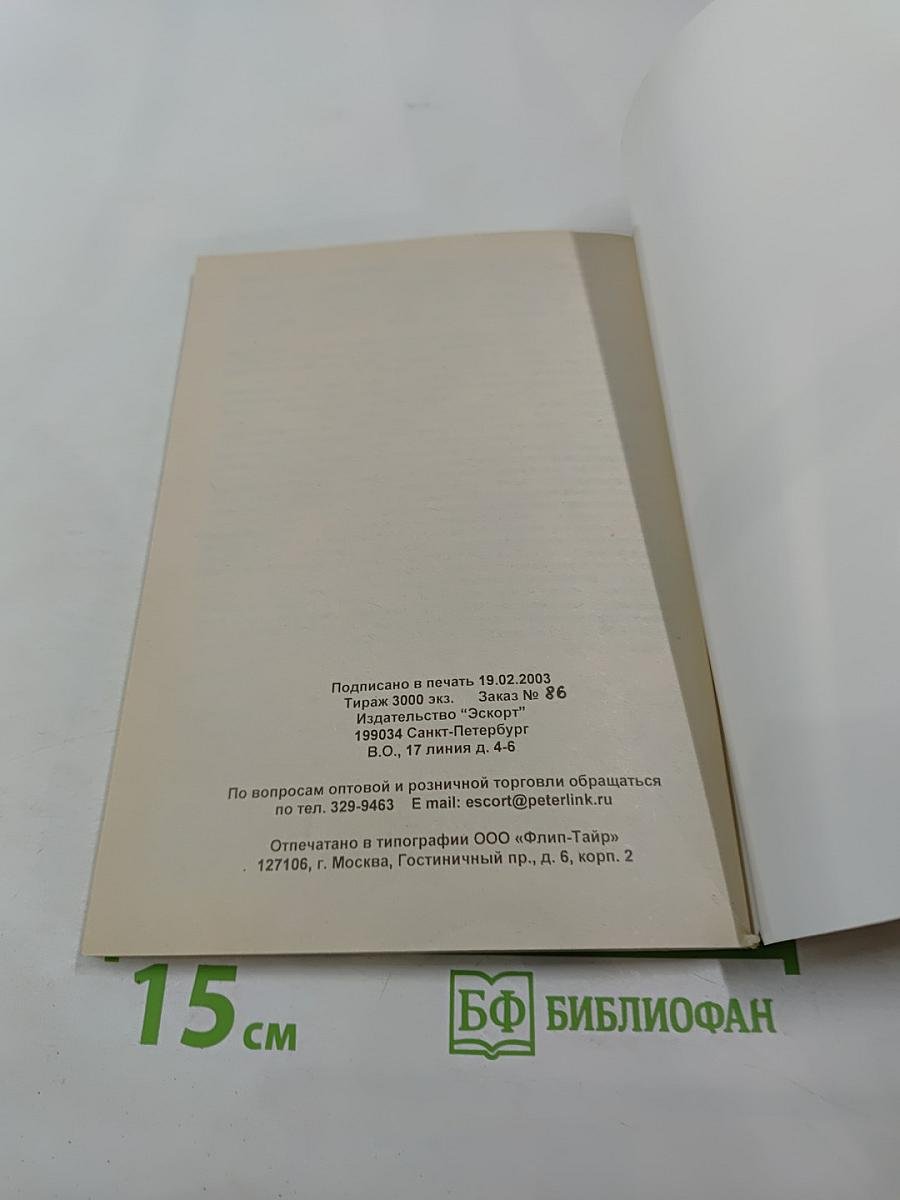 Подписано в печать 19.02.2003
Тираж 3000 экз. Заказ № 86
Издательство “Эскорт”
199034 Санкт-Петербург
В.О., 17 линия д. 4-6
По вопросам оптовой и розничной торговли обращаться
по тел. 329-9463 E mail: escort@peterlink.ru
Отпечатано в типографии ООО «Флип-Тайр»
127106, г. Москва, Гостиничный пр., д. 6, корп. 2
15 см
БФ БИБЛИОФАН